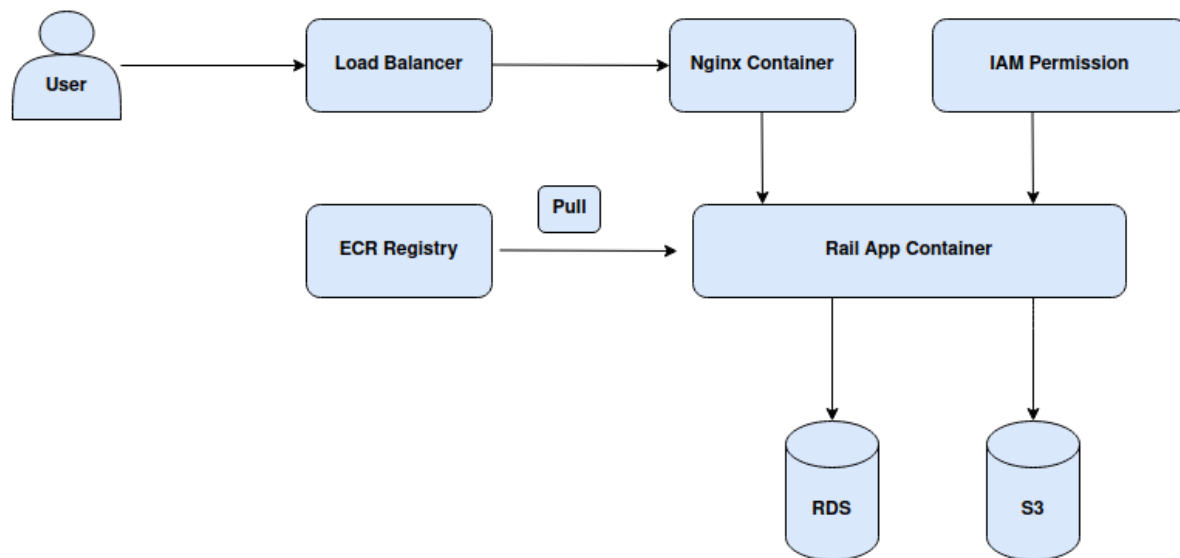 User
Load Balancer
Nginx Container
IAM Permission
Pull
ECR Registry
Rail App Container
RDS
S3